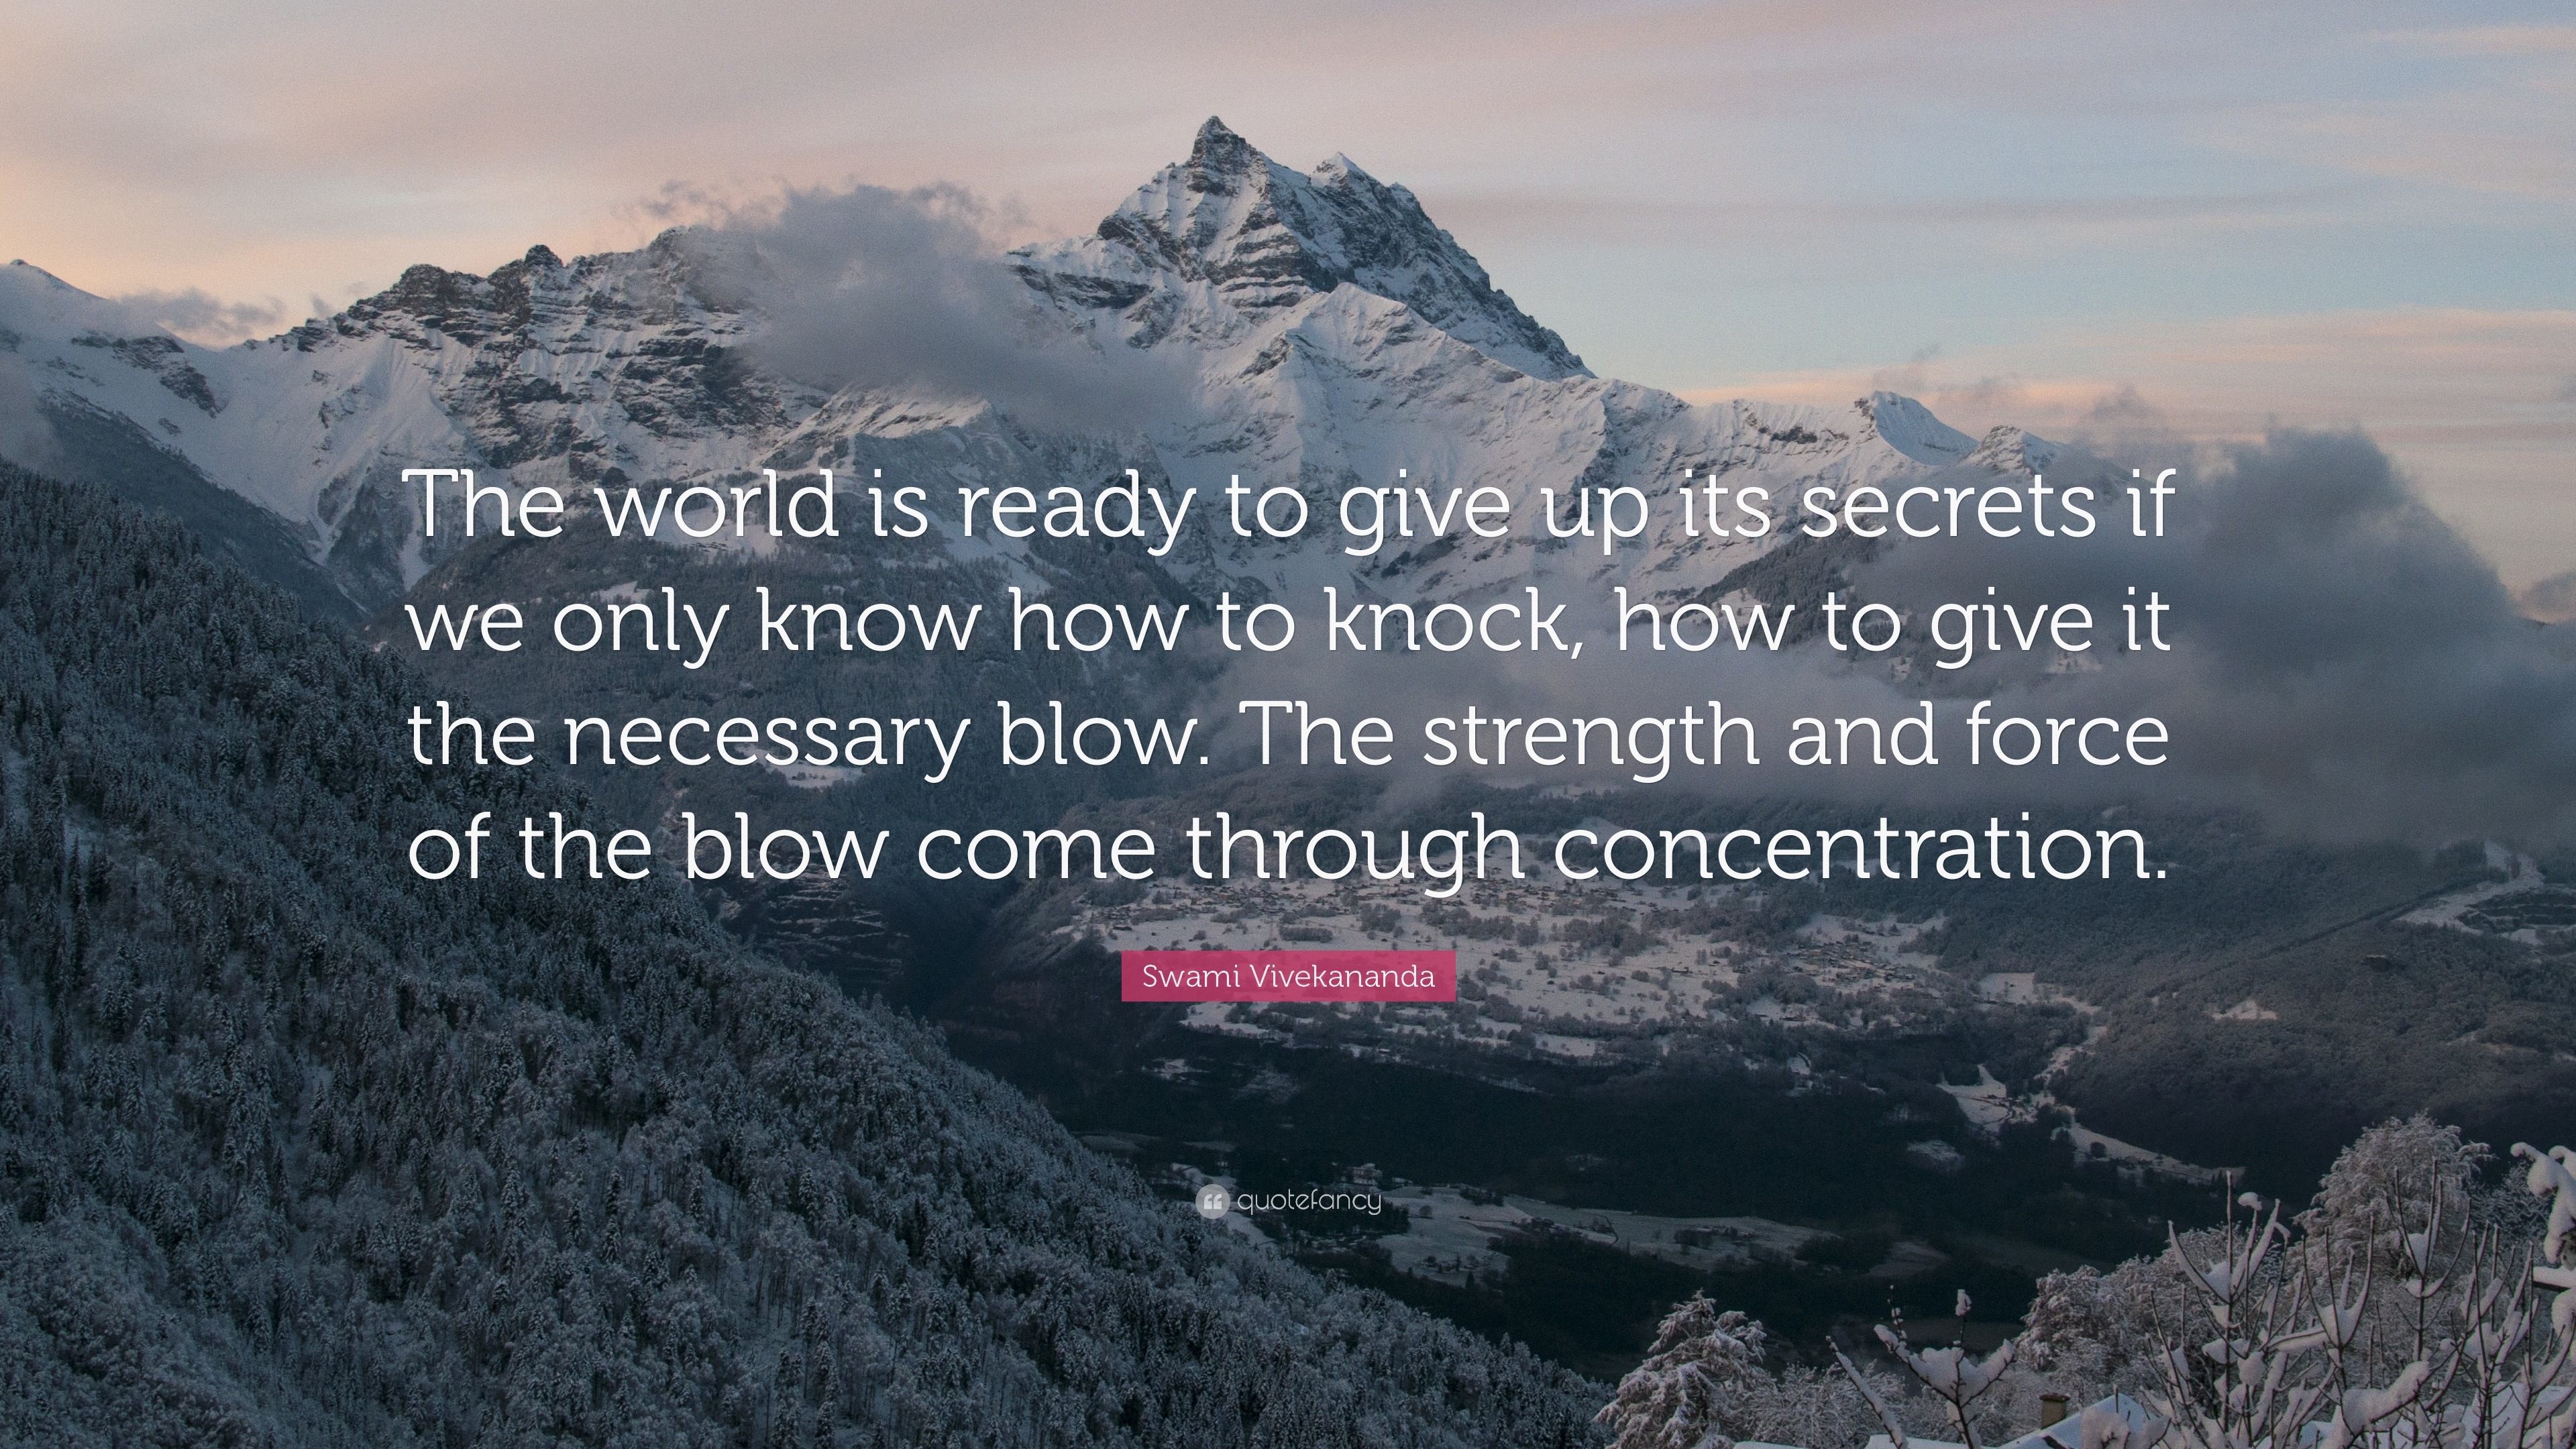 The world is ready to give up its secrets if
we only know how to knock, how to give it
the necessary blow. The strength and force
of the blow come through concentration.
Swami Vivekananda
quotefancy